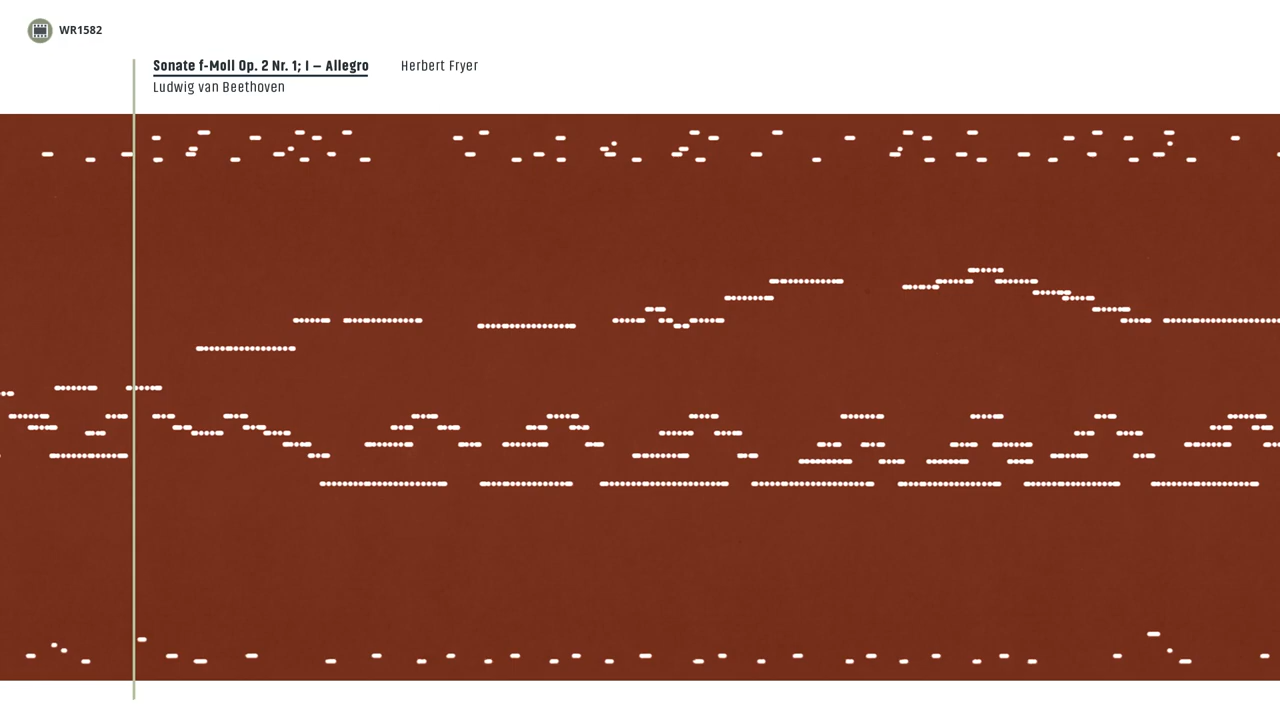 WR1582
Sonate f-Moll Op. 2 Nr. 1; I – Allegro
Herbert Fryer
Ludwig van Beethoven